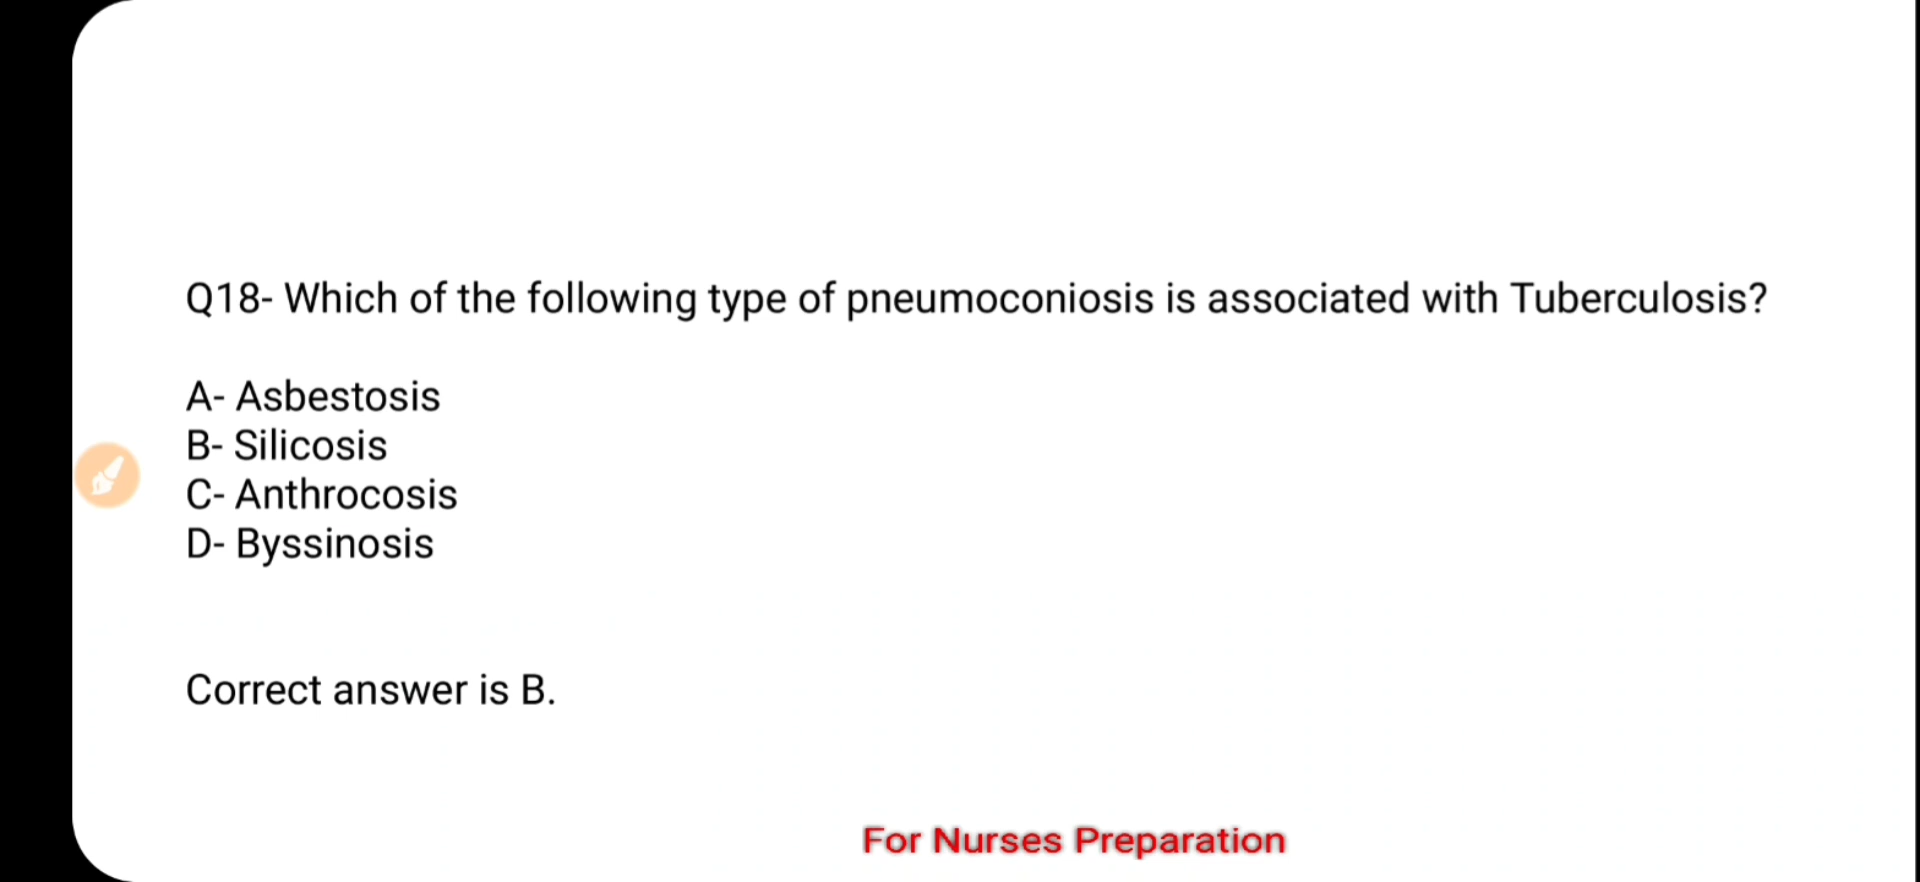 Q18- Which of the following type of pneumoconiosis is associated with Tuberculosis?
A- Asbestosis
B- Silicosis
C- Anthrocosis
D- Byssinosis
Correct answer is B.
For Nurses Preparation